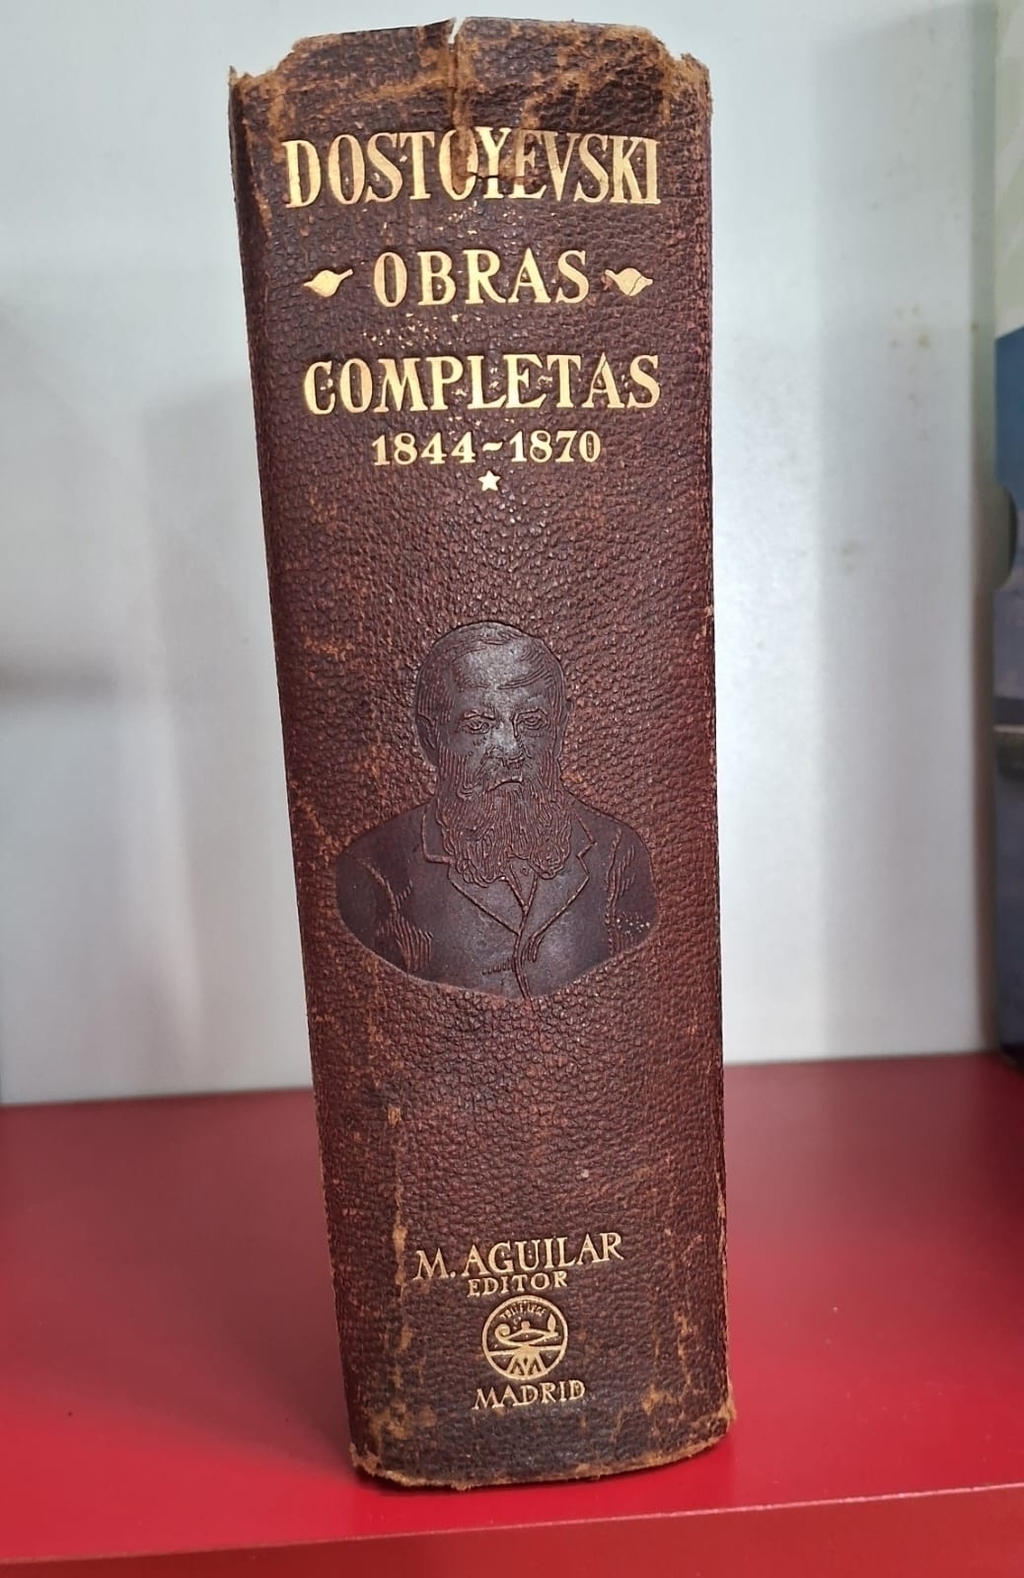 DOSTOYEVSKI
OBRAS
COMPLETAS
1844-1870
M. AGUILAR
EDITOR
MADRID